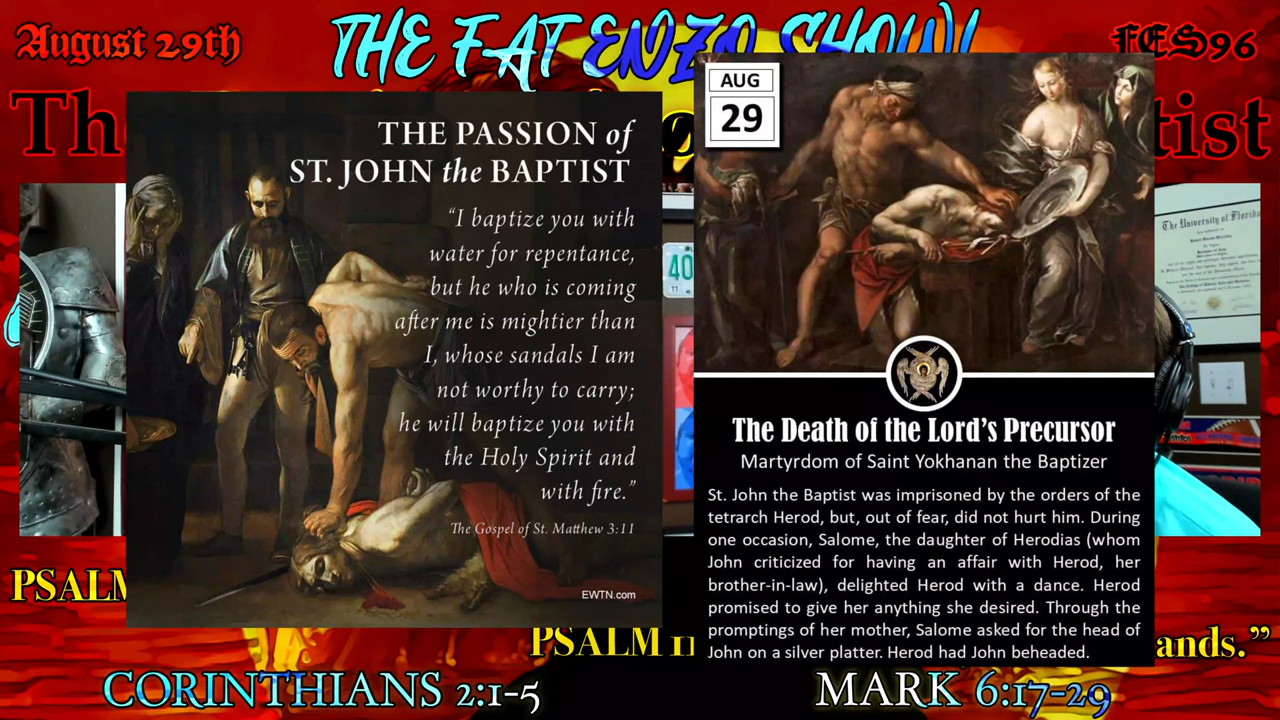 August 29th
THE FAT ENZO SHOW!
FES96
Th
tist
THE PASSION of
ST. JOHN the BAPTIST
“I baptize you with
water for repentance,
but he who is coming
after me is mightier than
I, whose sandals I am
not worthy to carry;
he will baptize you with
the Holy Spirit and
with fire.”
The Gospel of St. Matthew 3:11
EWTN.com
AUG
29
The Death of the Lord’s Precursor
Martyrdom of Saint Yokhanan the Baptizer
St. John the Baptist was imprisoned by the orders of the
tetrarch Herod, but, out of fear, did not hurt him. During
one occasion, Salome, the daughter of Herodias (whom
John criticized for having an affair with Herod, her
brother-in-law), delighted Herod with a dance. Herod
promised to give her anything she desired. Through the
promptings of her mother, Salome asked for the head of
John on a silver platter. Herod had John beheaded.
40
11
The University of Florida
PSALM
PSALM 11
ands.”
CORINTHIANS 2:1-5
MARK 6:17-29